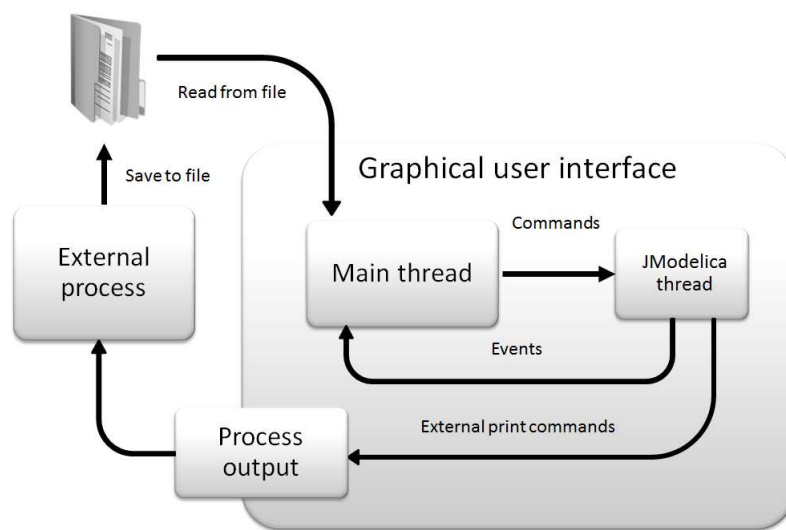 Read from file
Save to file
Graphical user interface
External
process
Main thread
Commands
JModelica
thread
Events
External print commands
Process
output